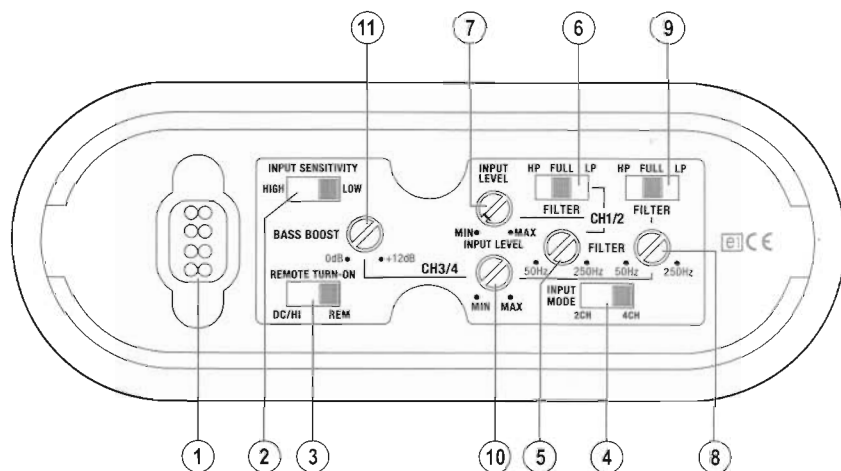 11 7 6 9
INPUT SENSITIVITY
HIGH LOW
BASS BOOST
0dB +12dB
REMOTE TURN-ON
DC/HI REM
CH3/4
INPUT
LEVEL
MIN MAX
INPUT LEVEL
MIN MAX
HP FULL LP
FILTER
CH1/2
HP FULL LP
FILTER
FILTER
50Hz 250Hz 50Hz 250Hz
INPUT
MODE
2CH 4CH
e1 CE
1 2 3 10 5 4 8